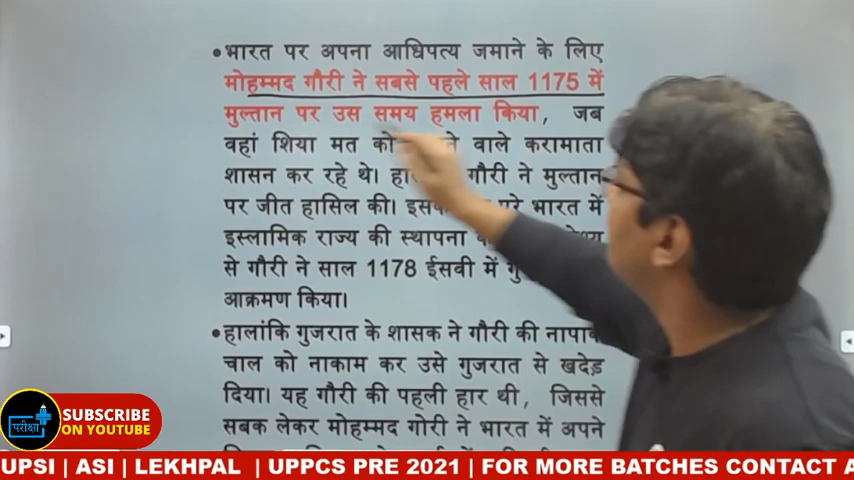 भारत पर अपना आधिपत्य जमाने के लिए
मोहम्मद गौरी ने सबसे पहले साल 1175 में
मुल्तान पर उस समय हमला किया, जब
वहां शिया मत को वाले करामाता
शासन कर रहे थे। गौरी ने मुल्तान
पर जीत हासिल की। भारत में
इस्लामिक राज्य की स्थापना
से गौरी ने साल 1178 ईसवी में
आक्रमण किया।
हालांकि गुजरात के शासक ने गौरी की नापाक
चाल को नाकाम कर उसे गुजरात से खदेड़
दिया। यह गौरी की पहली हार थी, जिससे
सबक लेकर मोहम्मद गोरी ने भारत में अपने
परीक्षा
SUBSCRIBE
ON YOUTUBE
UPSI | ASI | LEKHPAL | UPPCS PRE 2021 | FOR MORE BATCHES CONTACT A